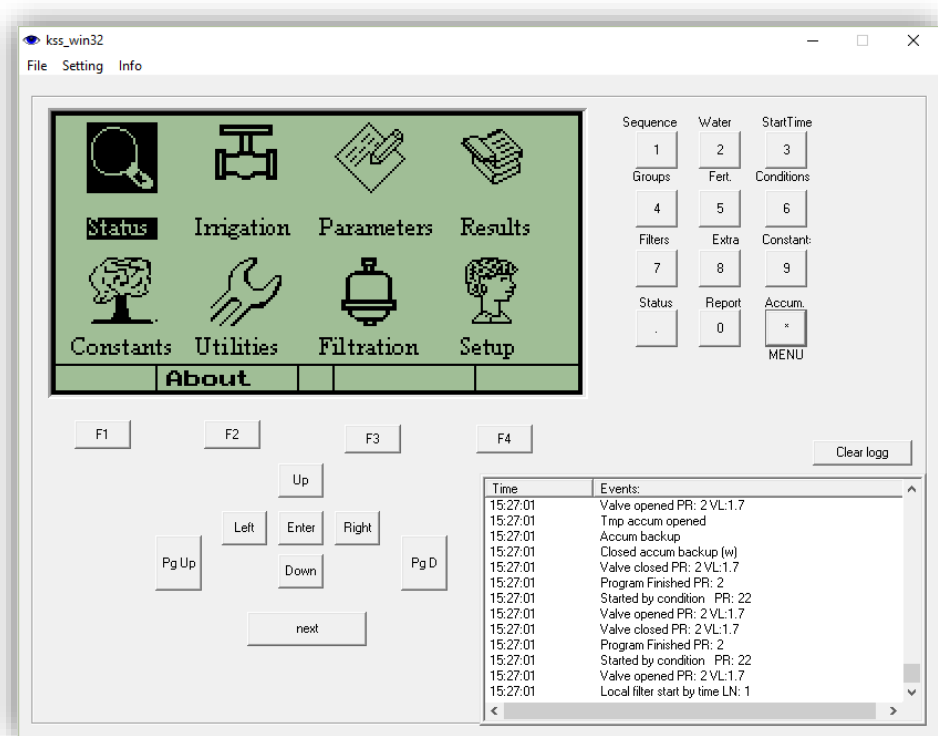 kss_win32
File Setting Info
Status Irrigation Parameters Results
Constants Utilities Filtration Setup
About
Sequence Water StartTime
1 2 3
Groups Fert. Conditions
4 5 6
Filters Extra Constant:
7 8 9
Status Report Accum.
. 0 *
MENU
F1 F2 F3 F4
Clear logg
Up
Left Enter Right
Pg Up Down Pg D
next
Time Events:
15:27:01 Valve opened PR: 2 VL:1.7
15:27:01 Tmp accum opened
15:27:01 Accum backup
15:27:01 Closed accum backup (w)
15:27:01 Valve closed PR: 2 VL:1.7
15:27:01 Program Finished PR: 2
15:27:01 Started by condition PR: 22
15:27:01 Valve opened PR: 2 VL:1.7
15:27:01 Valve closed PR: 2 VL:1.7
15:27:01 Program Finished PR: 2
15:27:01 Started by condition PR: 22
15:27:01 Valve opened PR: 2 VL:1.7
15:27:01 Local filter start by time LN: 1